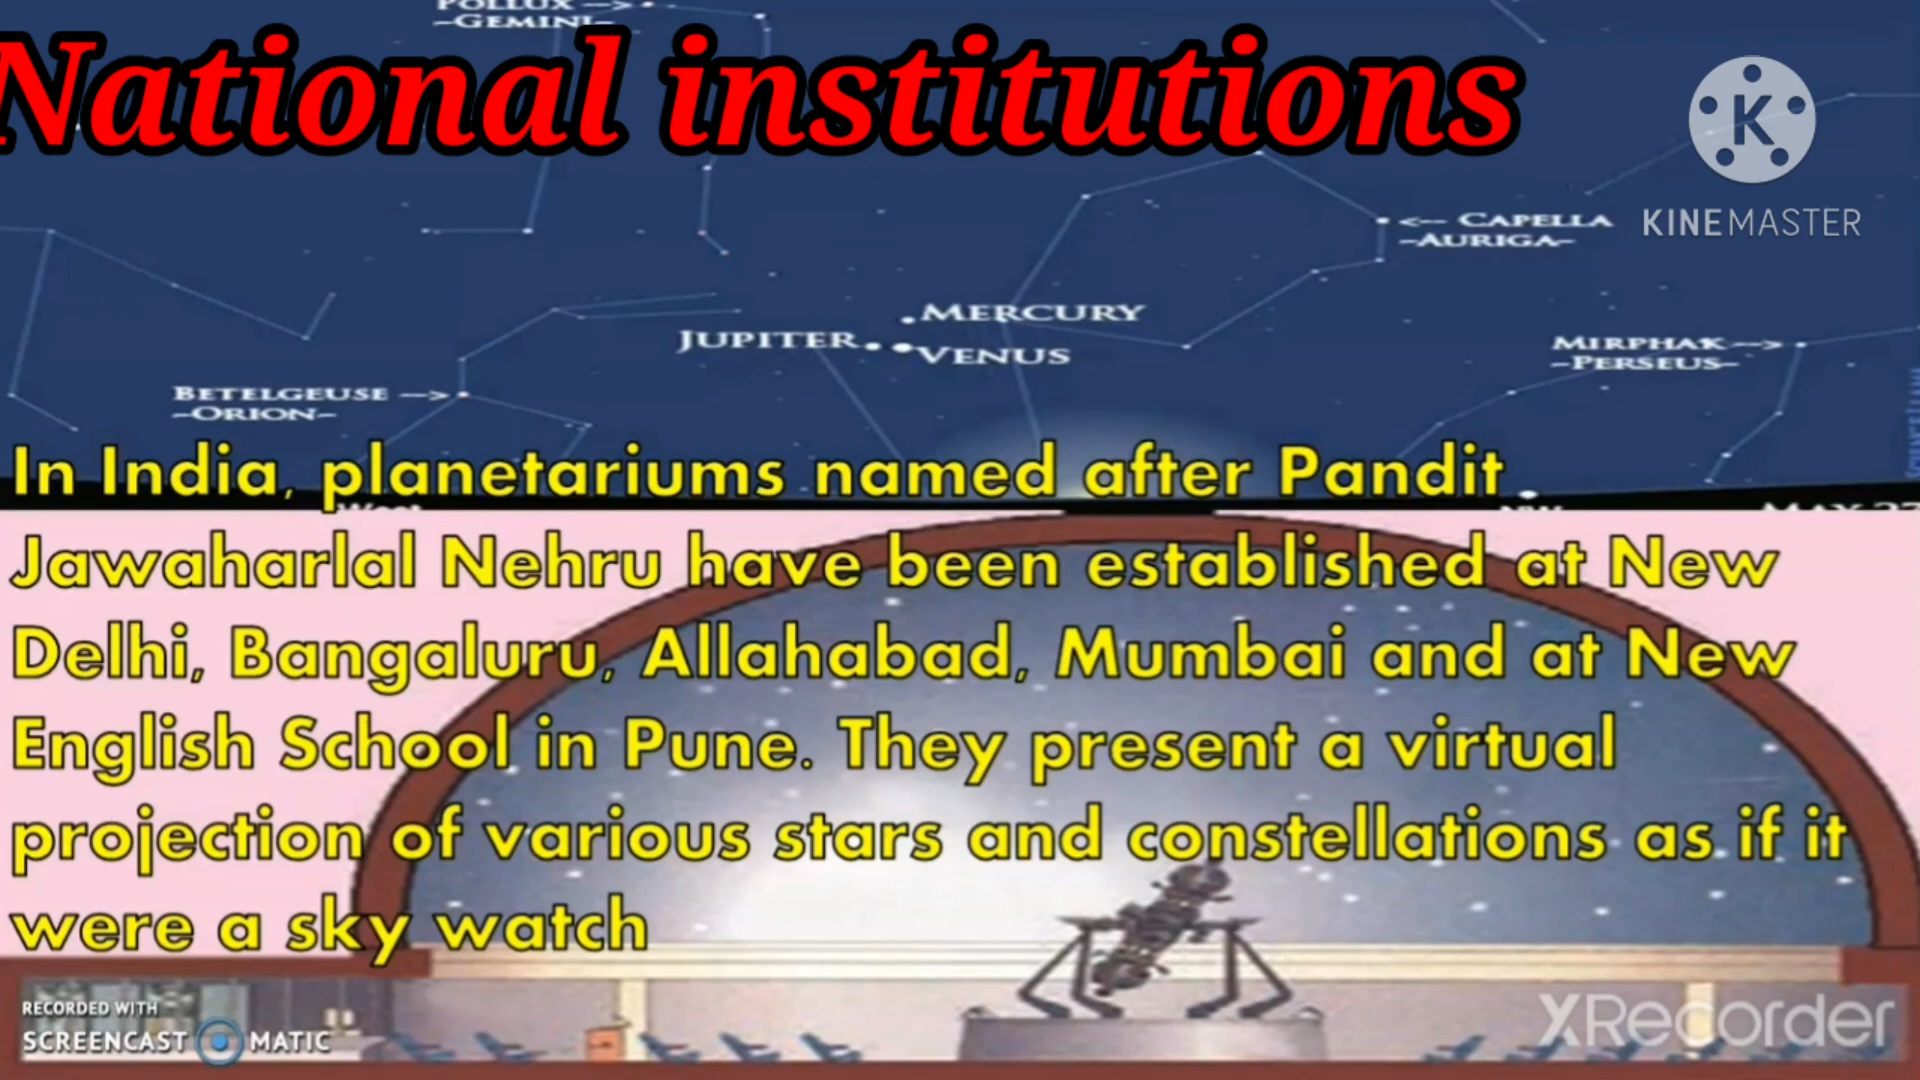 POLLUX -->
-GEMINI-
National institutions
K
KINEMASTER
<-- CAPELLA
-AURIGA-
MERCURY
JUPITER
VENUS
MIRPHAK -->
-PERSEUS-
BETELGEUSE -->
-ORION-
In India, planetariums named after Pandit
Jawaharlal Nehru have been established at New
Delhi, Bangaluru, Allahabad, Mumbai and at New
English School in Pune. They present a virtual
projection of various stars and constellations as if it
were a sky watch
RECORDED WITH
SCREENCAST MATIC
XRecorder